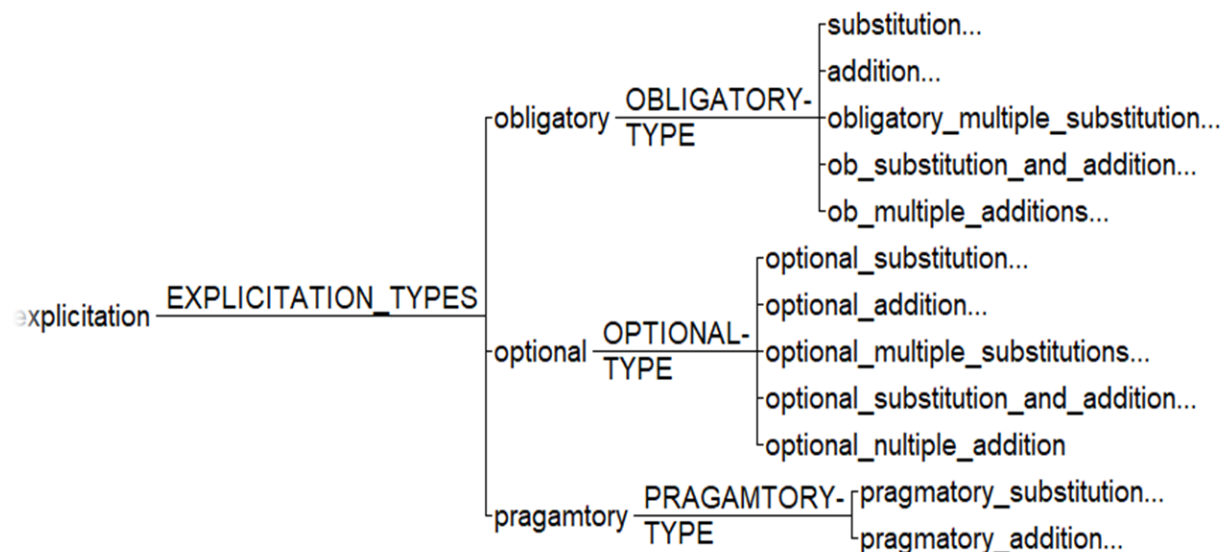 substitution...
addition...
obligatory OBLIGATORY-TYPE obligatory_multiple_substitution...
ob_substitution_and_addition...
ob_multiple_additions...
optional_substitution...
explicitation EXPLICITATION_TYPES optional_addition...
optional OPTIONAL-TYPE optional_multiple_substitutions...
optional_substitution_and_addition...
optional_nultiple_addition
pragamtory PRAGAMTORY-TYPE pragmatory_substitution...
pragmatory_addition...